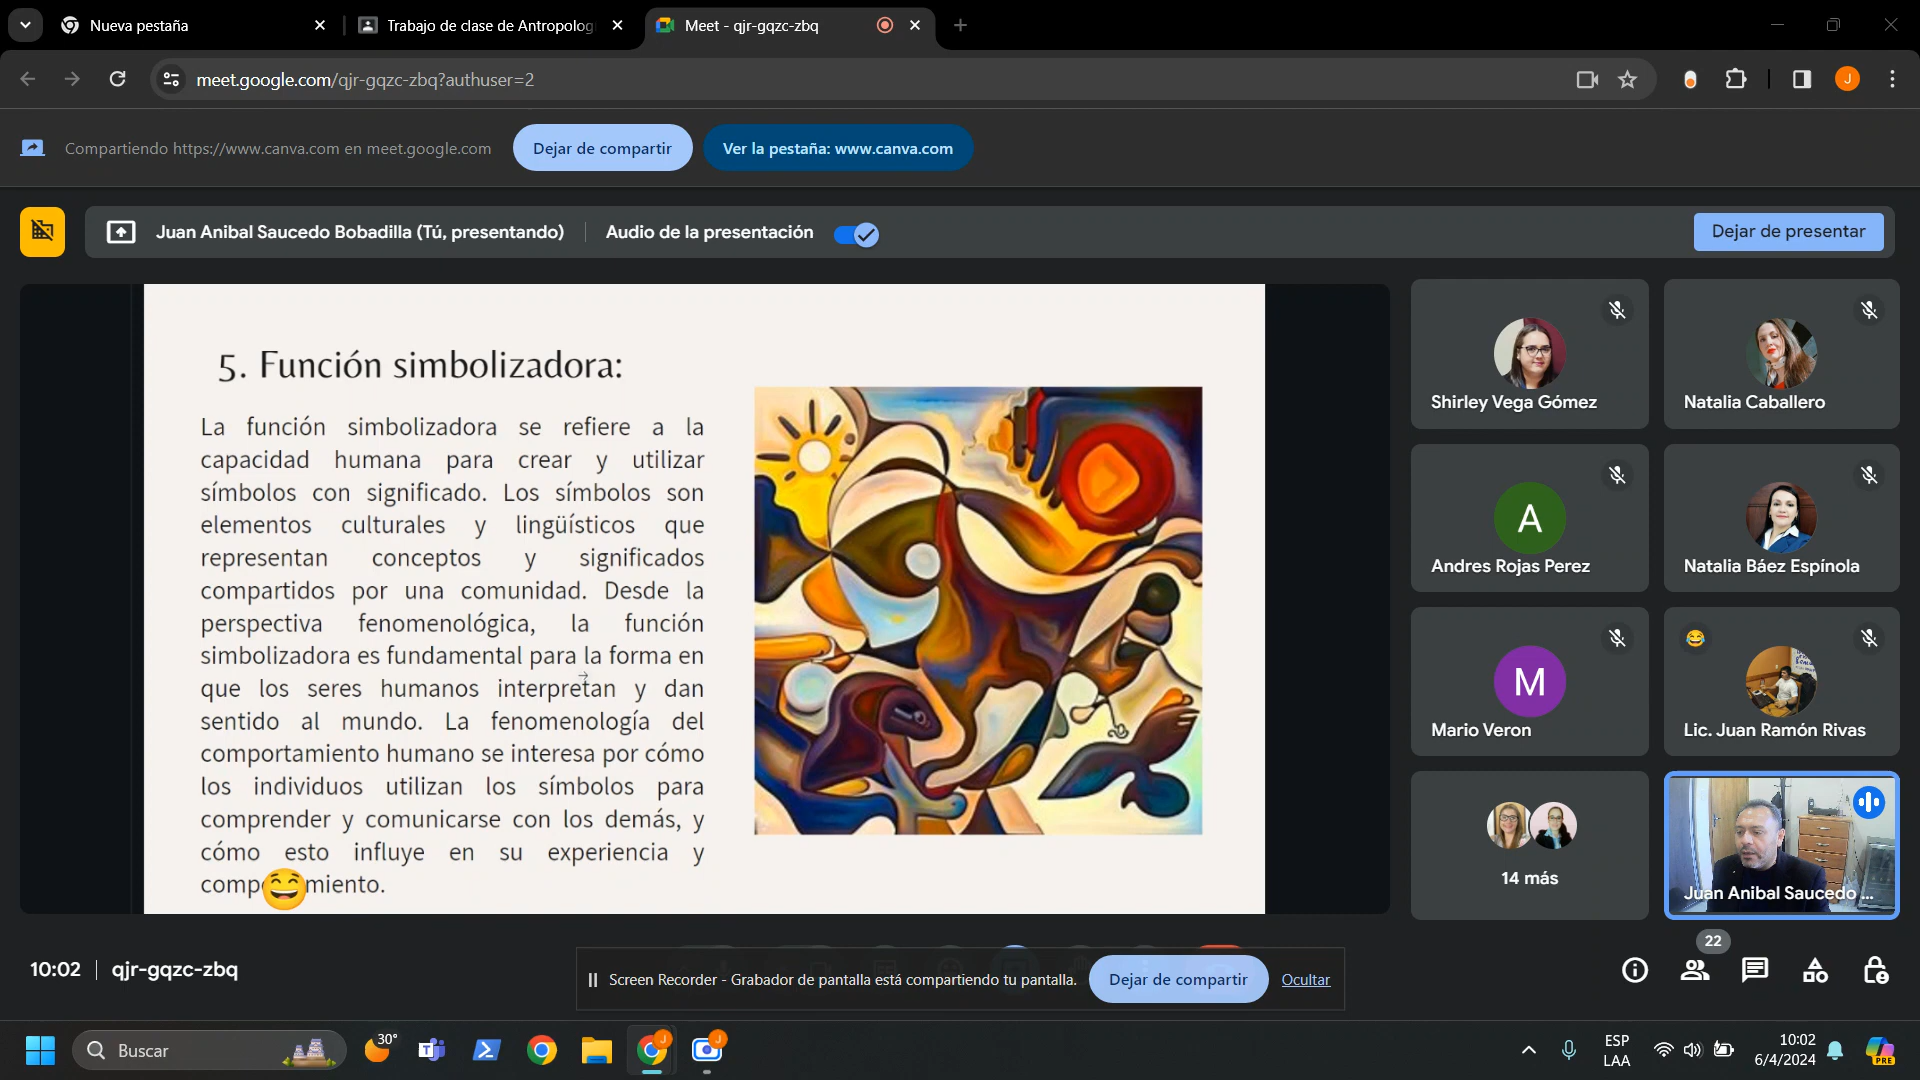 Nueva pestaña
Trabajo de clase de Antropolog
Meet - qjr-gqzc-zbq
meet.google.com/qjr-gqzc-zbq?authuser=2
J
Compartiendo https://www.canva.com en meet.google.com
Dejar de compartir
Ver la pestaña: www.canva.com
Juan Anibal Saucedo Bobadilla (Tú, presentando)
Audio de la presentación
Dejar de presentar
5. Función simbolizadora:
La función simbolizadora se refiere a la
capacidad humana para crear y utilizar
símbolos con significado. Los símbolos son
elementos culturales y lingüísticos que
representan conceptos y significados
compartidos por una comunidad. Desde la
perspectiva fenomenológica, la función
simbolizadora es fundamental para la forma en
que los seres humanos interpretan y dan
sentido al mundo. La fenomenología del
comportamiento humano se interesa por cómo
los individuos utilizan los símbolos para
comprender y comunicarse con los demás, y
cómo esto influye en su experiencia y
comp miento.
Shirley Vega Gómez
Natalia Caballero
A
Andres Rojas Perez
Natalia Báez Espínola
M
Mario Veron
Lic. Juan Ramón Rivas
14 más
Juan Anibal Saucedo ...
10:02
qjr-gqzc-zbq
Screen Recorder - Grabador de pantalla está compartiendo tu pantalla.
Dejar de compartir
Ocultar
22
Buscar
30°
J
J
ESP
LAA
10:02
6/4/2024
PRE